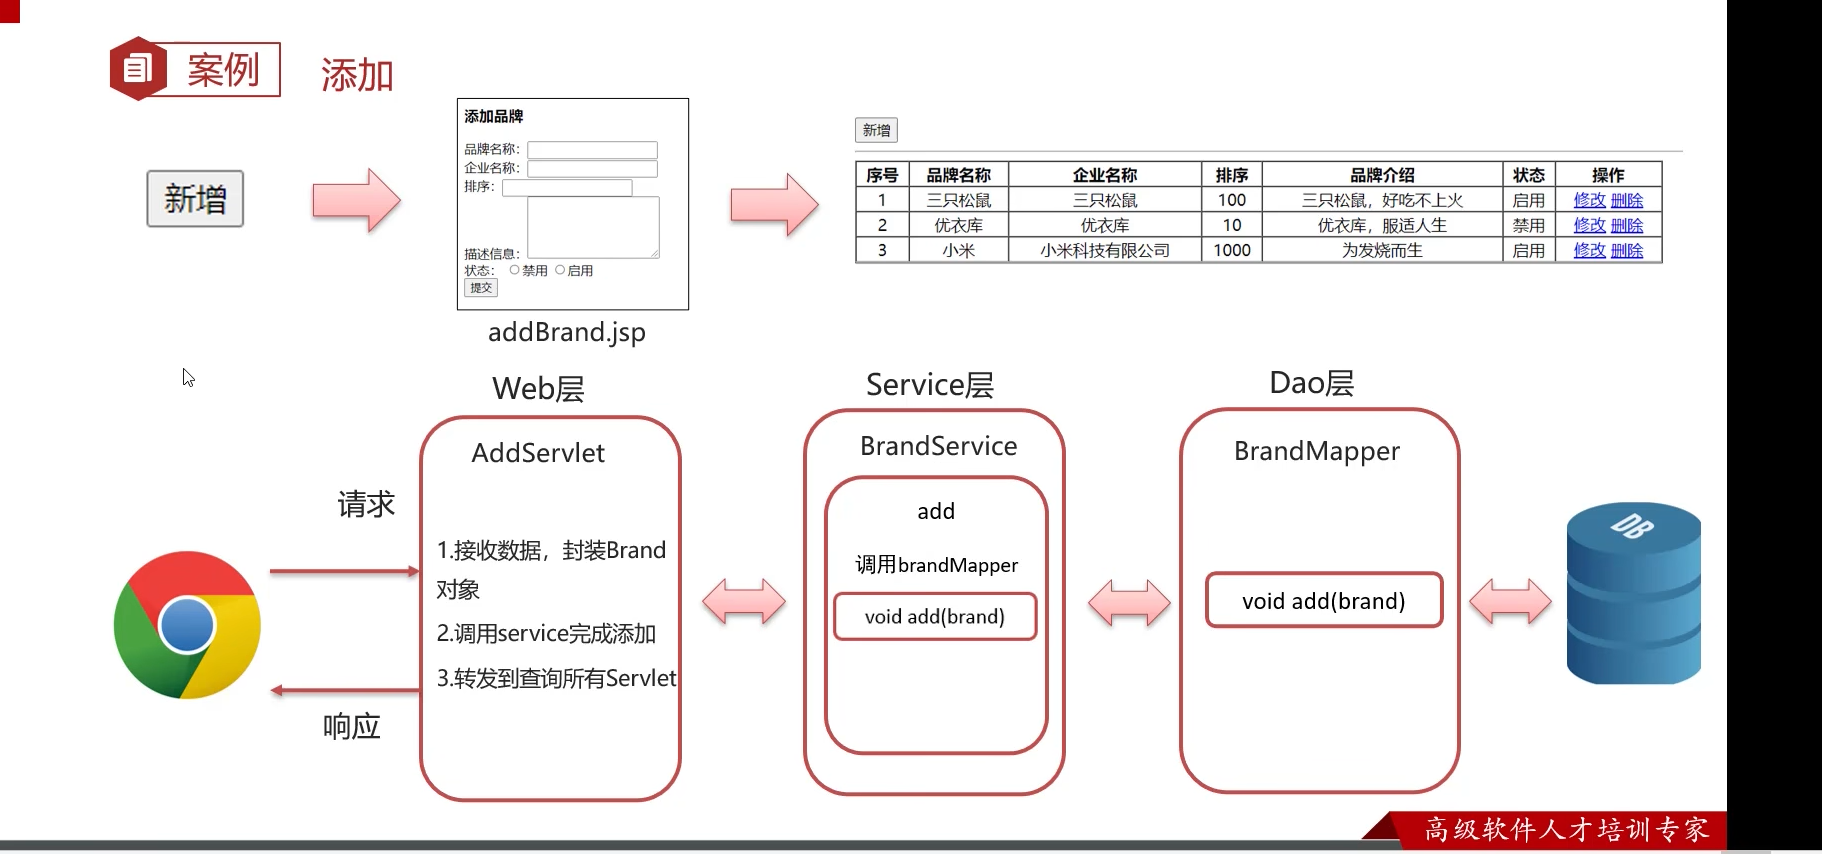 案例
添加
新增
添加品牌
品牌名称：
企业名称：
排序：
描述信息：
状态： 禁用 启用
提交
addBrand.jsp
新增
序号 品牌名称 企业名称 排序 品牌介绍 状态 操作
1 三只松鼠 三只松鼠 100 三只松鼠，好吃不上火 启用 修改 删除
2 优衣库 优衣库 10 优衣库，服适人生 禁用 修改 删除
3 小米 小米科技有限公司 1000 为发烧而生 启用 修改 删除
请求
响应
Web层
AddServlet
1.接收数据，封装Brand
对象
2.调用service完成添加
3.转发到查询所有Servlet
Service层
BrandService
add
调用brandMapper
void add(brand)
Dao层
BrandMapper
void add(brand)
DB
高级软件人才培训专家